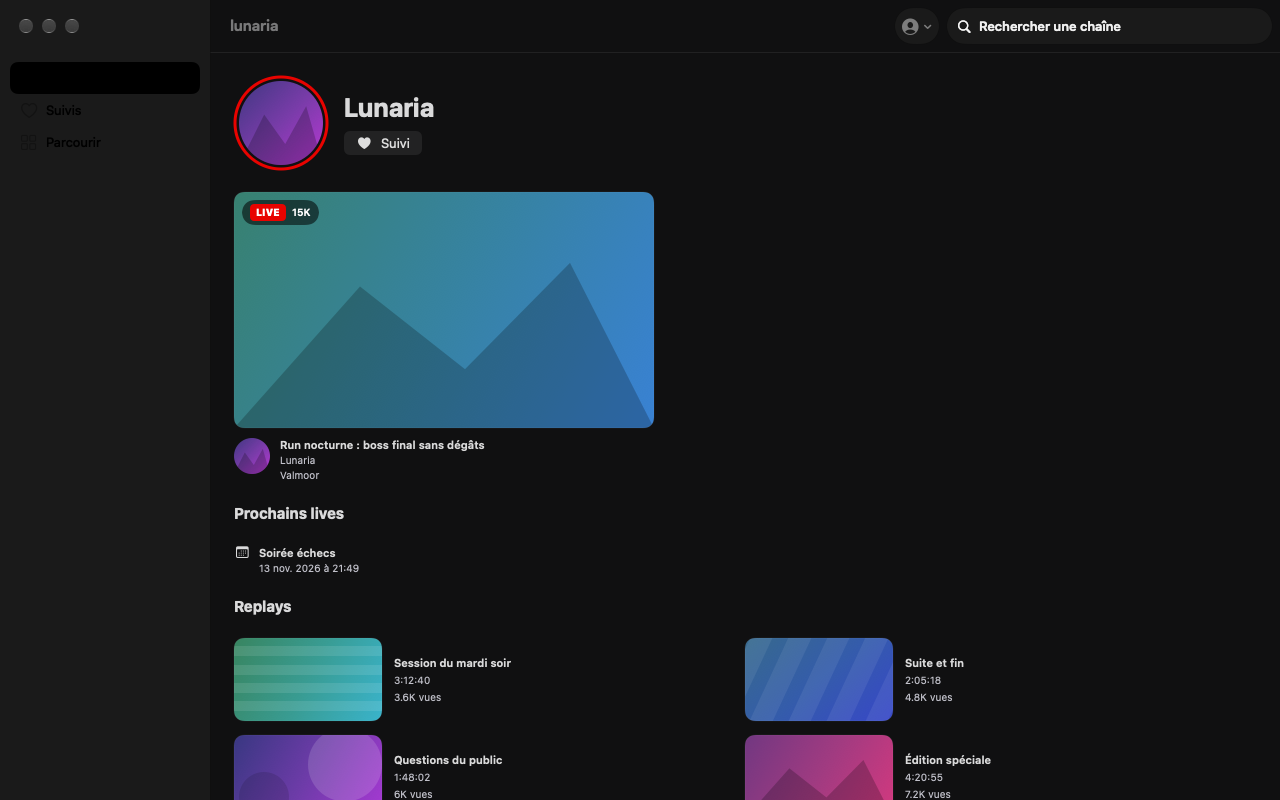 lunaria
Rechercher une chaîne
Suivis
Parcourir
Lunaria
Suivi
LIVE 15K
Run nocturne : boss final sans dégâts
Lunaria
Valmoor
Prochains lives
Soirée échecs
13 nov. 2026 à 21:49
Replays
Session du mardi soir
3:12:40
3.6K vues
Suite et fin
2:05:18
4.8K vues
Questions du public
1:48:02
6K vues
Édition spéciale
4:20:55
7.2K vues